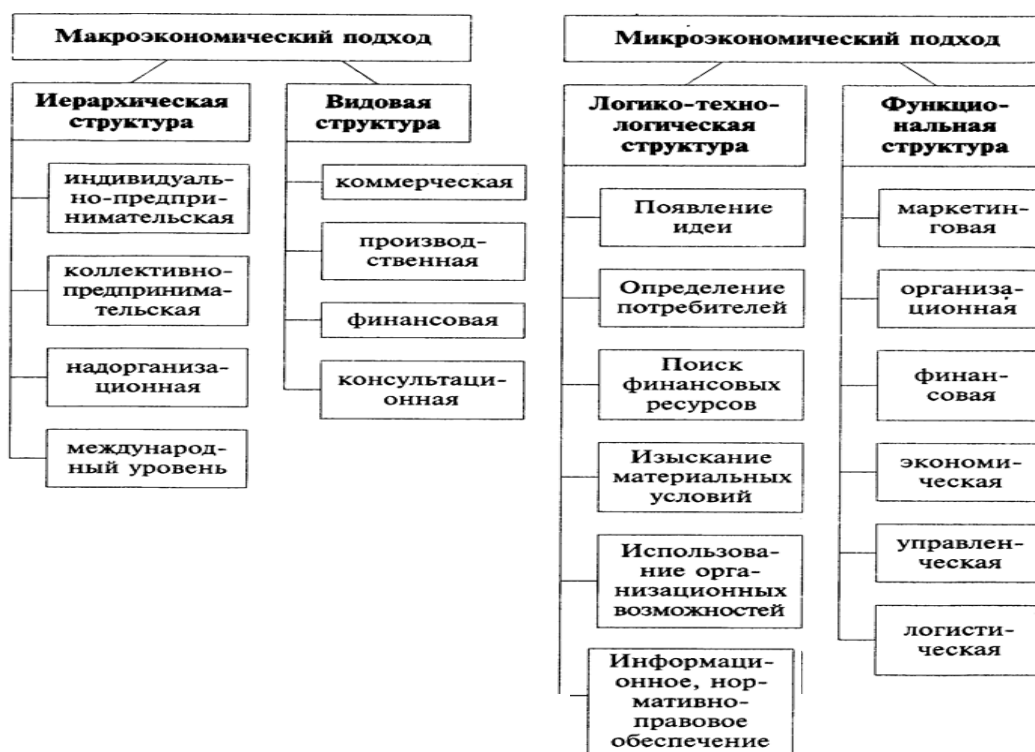 Макроэкономический подход
Иерархическая
структура
индивидуаль-
но-предпри-
нимательская
коллективно-
предпринима-
тельская
надорганиза-
ционная
международ-
ный уровень
Видовая
структура
коммерческая
производ-
ственная
финансовая
консультаци-
онная
Микроэкономический подход
Логико-техно-
логическая
структура
Появление
идеи
Определение
потребителей
Поиск
финансовых
ресурсов
Изыскание
материальных
условий
Использова-
ние орга-
низационных
возможностей
Информаци-
онное, нор-
мативно-
правовое
обеспечение
Функцио-
нальная
структура
маркетин-
говая
организа-
ционная
финан-
совая
экономи-
ческая
управлен-
ческая
логисти-
ческая